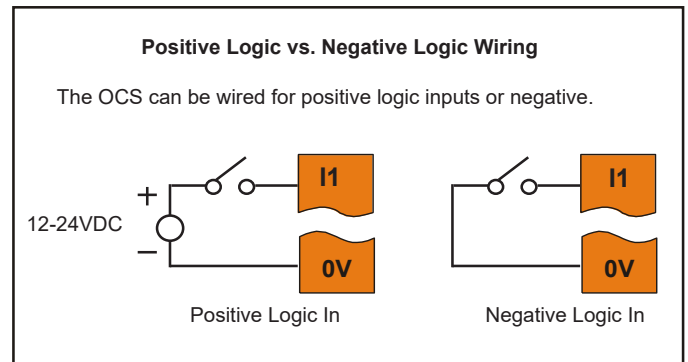 Positive Logic vs. Negative Logic Wiring
The OCS can be wired for positive logic inputs or negative.
I1
+
12-24VDC
–
0V
Positive Logic In
I1
0V
Negative Logic In